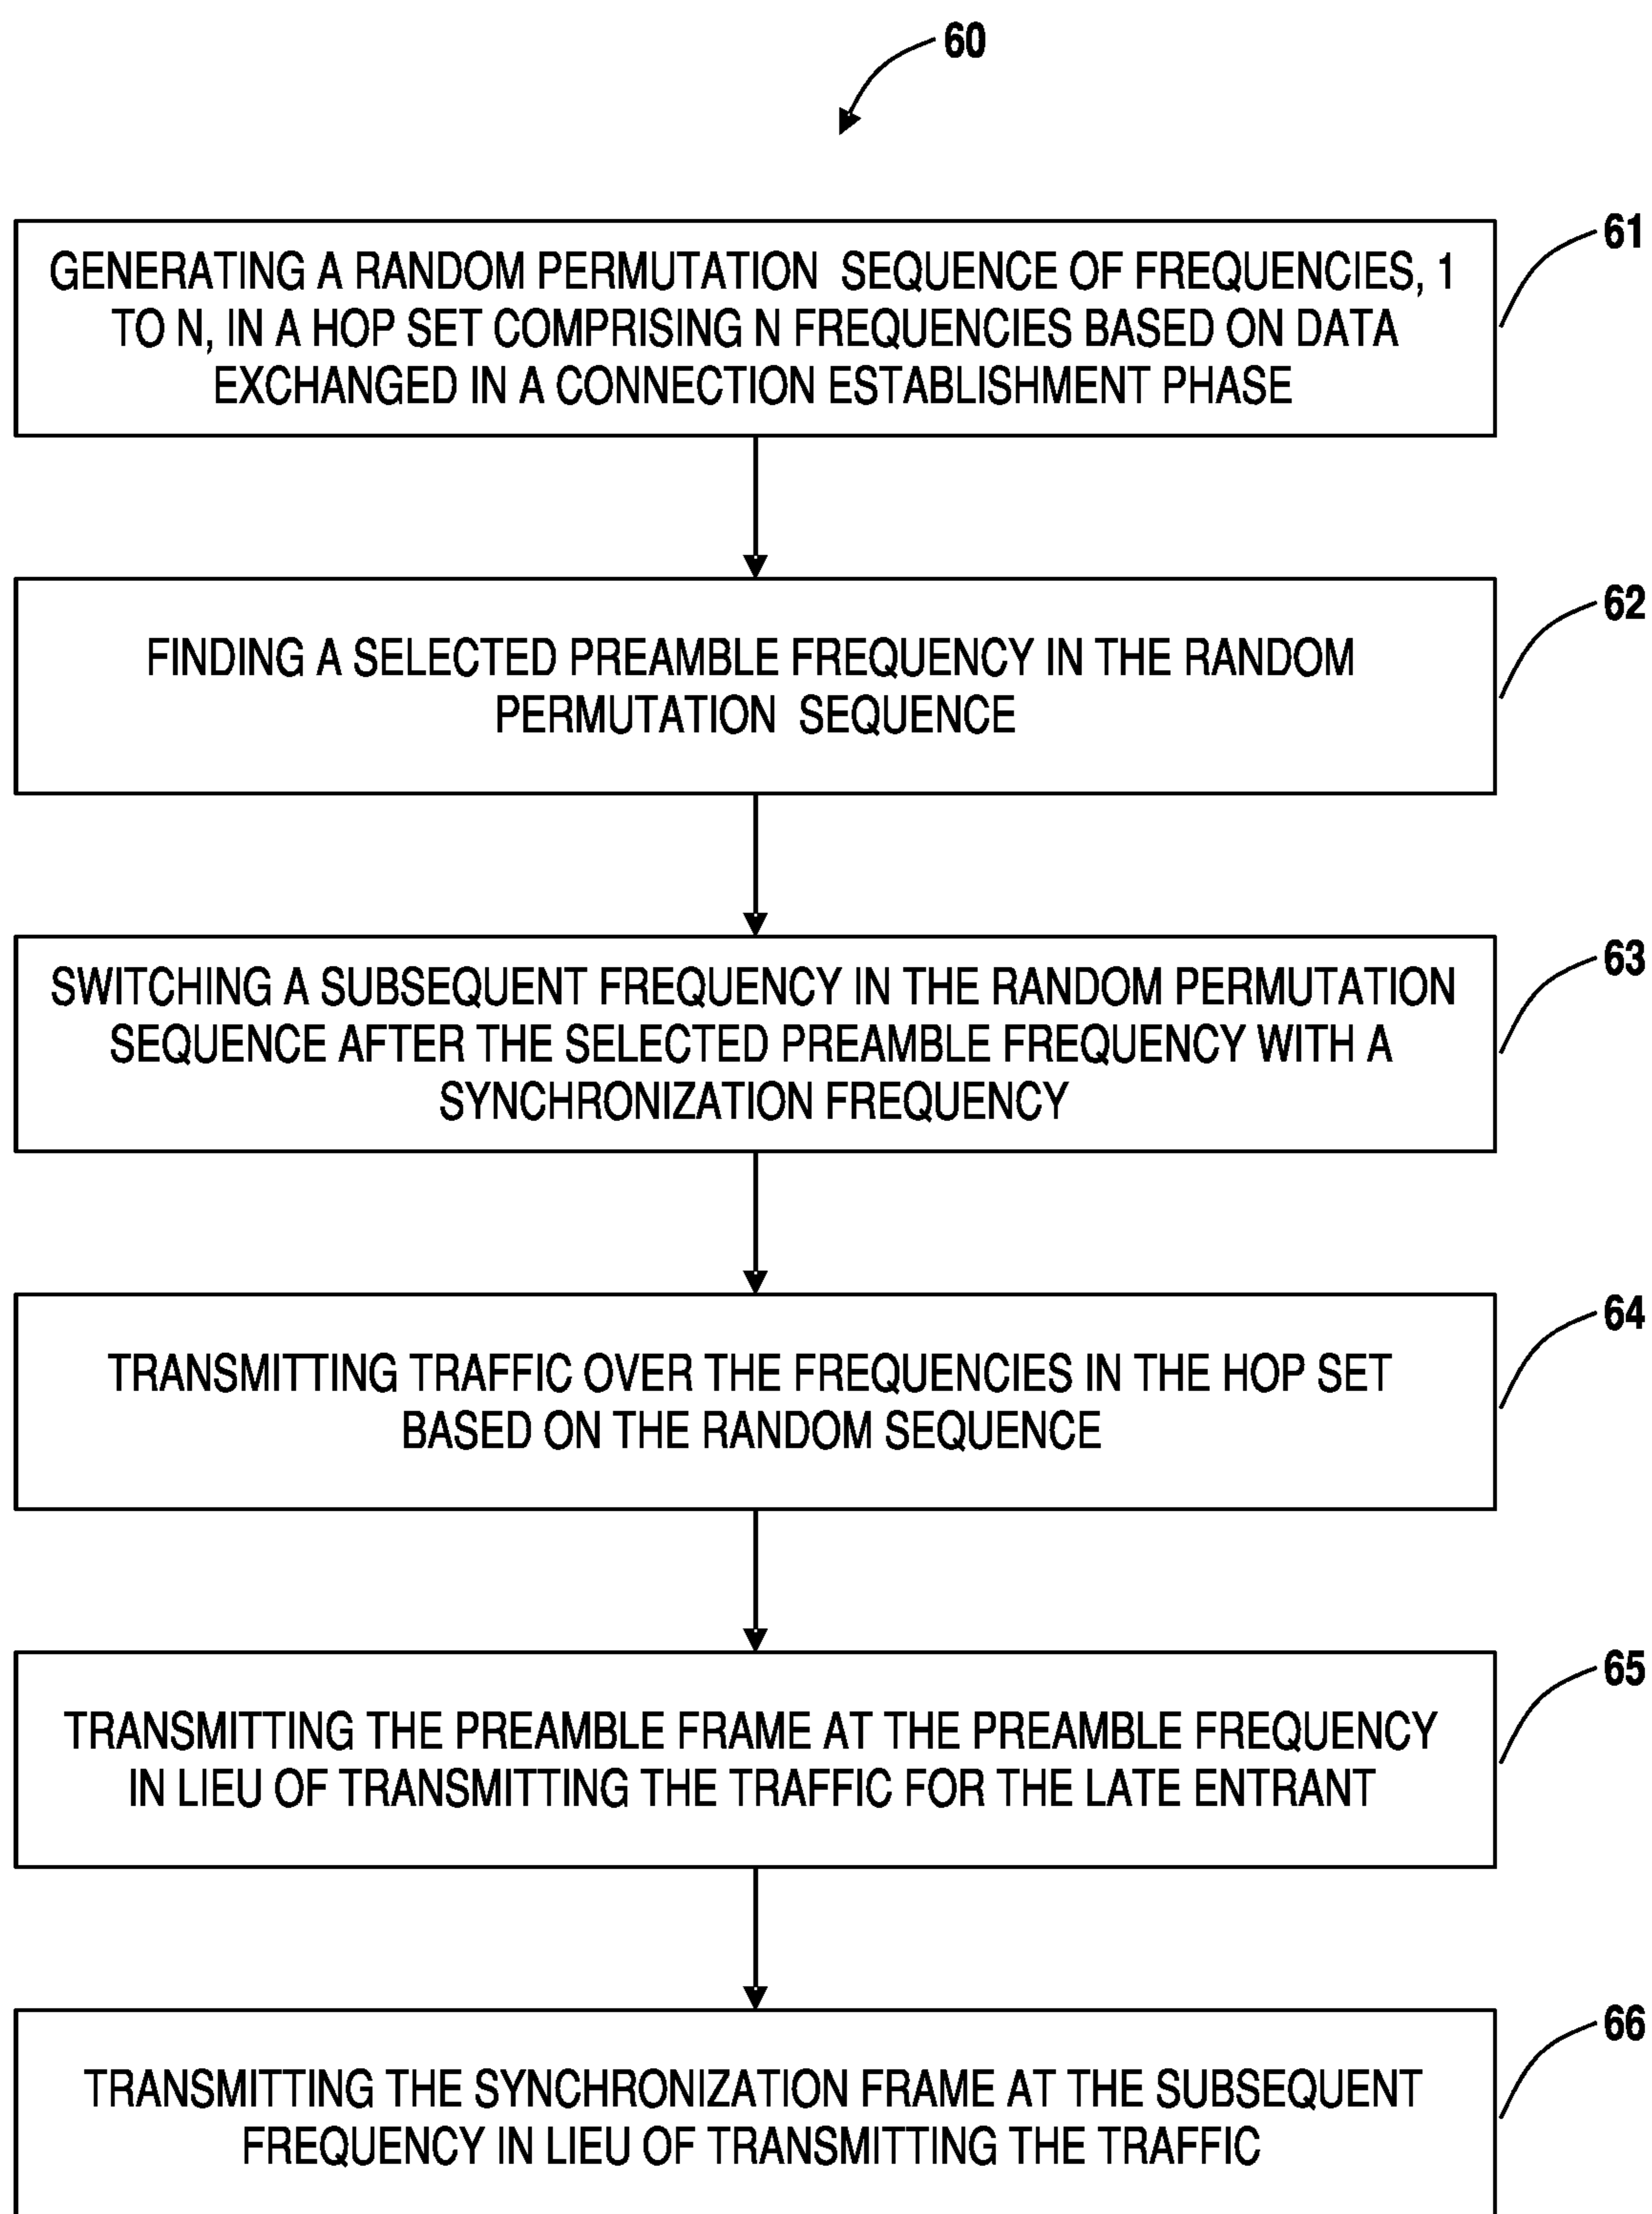 60
61
GENERATING A RANDOM PERMUTATION SEQUENCE OF FREQUENCIES, 1
TO N, IN A HOP SET COMPRISING N FREQUENCIES BASED ON DATA
EXCHANGED IN A CONNECTION ESTABLISHMENT PHASE
62
FINDING A SELECTED PREAMBLE FREQUENCY IN THE RANDOM
PERMUTATION SEQUENCE
63
SWITCHING A SUBSEQUENT FREQUENCY IN THE RANDOM PERMUTATION
SEQUENCE AFTER THE SELECTED PREAMBLE FREQUENCY WITH A
SYNCHRONIZATION FREQUENCY
64
TRANSMITTING TRAFFIC OVER THE FREQUENCIES IN THE HOP SET
BASED ON THE RANDOM SEQUENCE
65
TRANSMITTING THE PREAMBLE FRAME AT THE PREAMBLE FREQUENCY
IN LIEU OF TRANSMITTING THE TRAFFIC FOR THE LATE ENTRANT
66
TRANSMITTING THE SYNCHRONIZATION FRAME AT THE SUBSEQUENT
FREQUENCY IN LIEU OF TRANSMITTING THE TRAFFIC